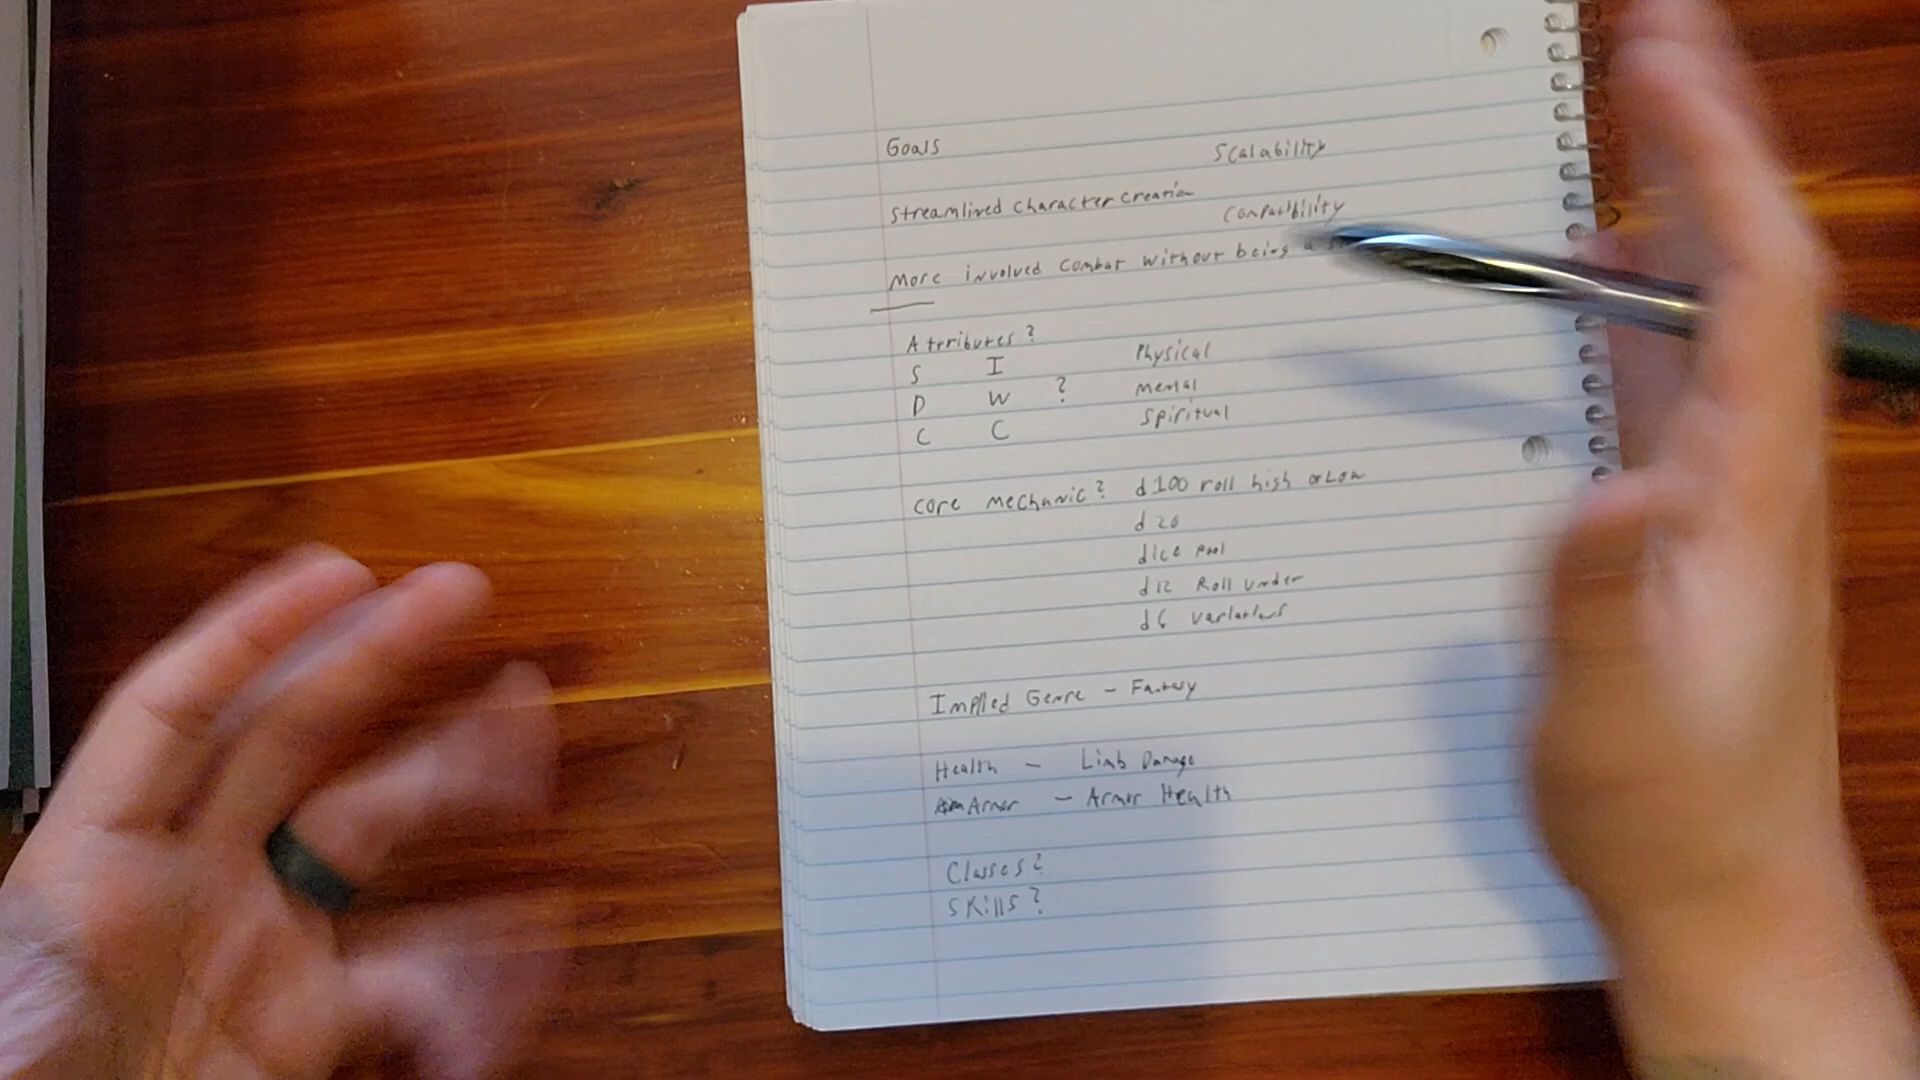 Goals
Scalability
Streamlined Character Creation
Compatibility
More involved Combat without being a
Attributes?
S I Physical
D W ? Mental
C C Spiritual
Core Mechanic? d100 roll high or Low
d20
dice Pool
d12 Roll under
d6 variations
Implied Genre - Fantasy
Health - Limb Damage
Armor - Armor Health
Classes?
Skills?